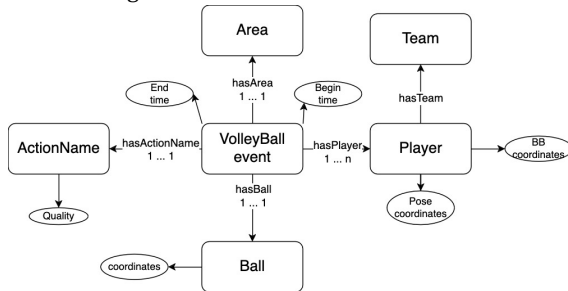 Area
Team
End
time
hasArea
1 ... 1
Begin
time
hasTeam
ActionName
hasActionName
1 ... 1
VolleyBall
event
hasPlayer
1 ... n
Player
BB
coordinates
hasBall
1 ... 1
Quality
Pose
coordinates
coordinates
Ball